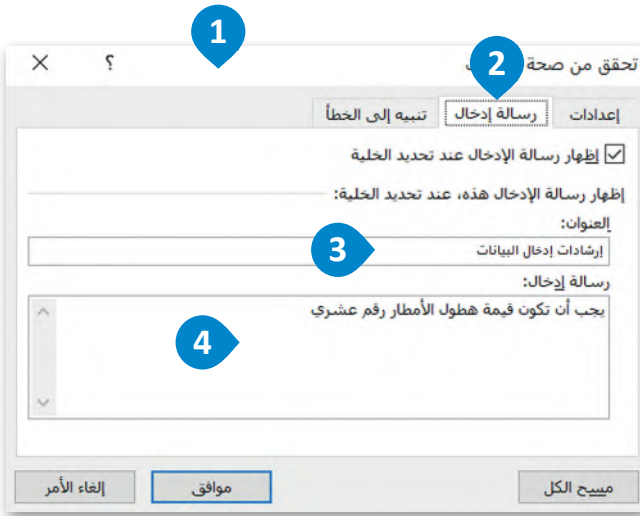 1
تحقق من صحة
2
؟
إعدادات
رسالة إدخال
تنبيه إلى الخطأ
إظهار رسالة الإدخال عند تحديد الخلية
إظهار رسالة الإدخال هذه، عند تحديد الخلية:
العنوان:
إرشادات إدخال البيانات
3
رسالة إدخال:
يجب أن تكون قيمة هطول الأمطار رقم عشري
4
مسح الكل
موافق
إلغاء الأمر